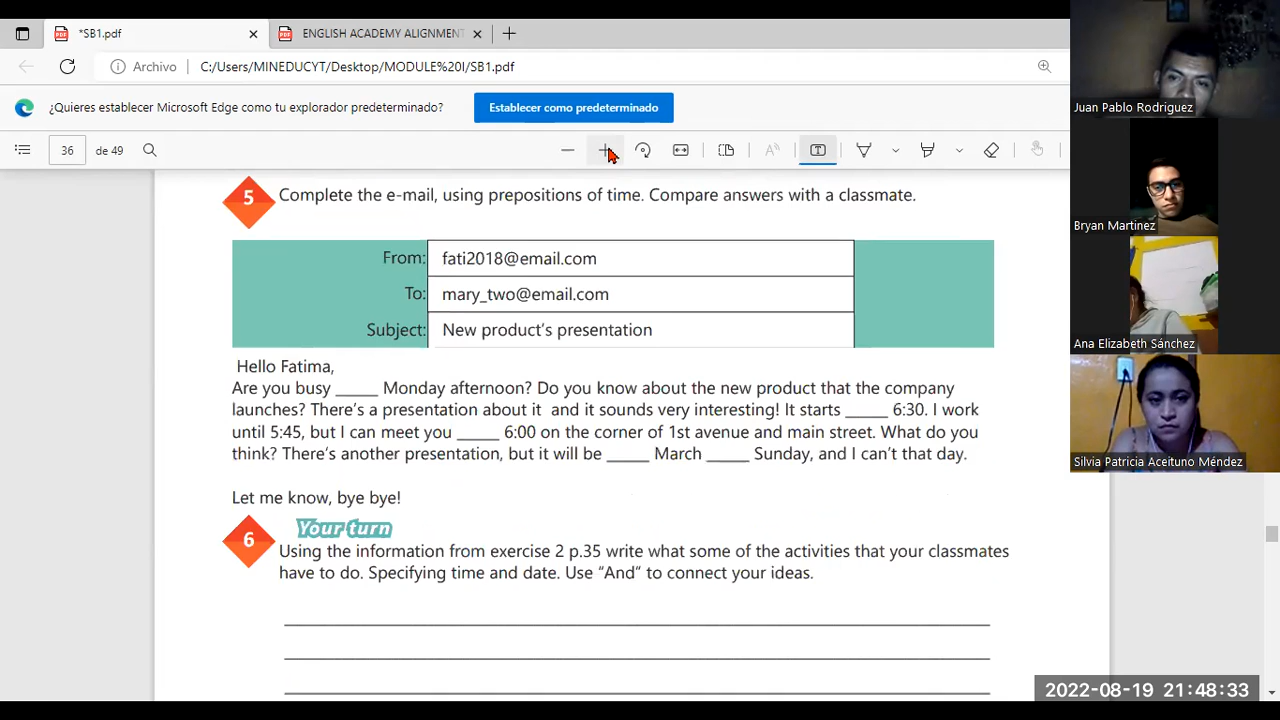 *SB1.pdf
ENGLISH ACADEMY ALIGNMENT
Archivo
C:/Users/MINEDUCYT/Desktop/MODULE%20I/SB1.pdf
¿Quieres establecer Microsoft Edge como tu explorador predeterminado?
Establecer como predeterminado
36
de 49
5
Complete the e-mail, using prepositions of time. Compare answers with a classmate.
From: fati2018@email.com
To: mary_two@email.com
Subject: New product's presentation
Hello Fatima,
Are you busy _____ Monday afternoon? Do you know about the new product that the company
launches? There's a presentation about it and it sounds very interesting! It starts _____ 6:30. I work
until 5:45, but I can meet you _____ 6:00 on the corner of 1st avenue and main street. What do you
think? There's another presentation, but it will be _____ March _____ Sunday, and I can't that day.
Let me know, bye bye!
6
Your turn
Using the information from exercise 2 p.35 write what some of the activities that your classmates
have to do. Specifying time and date. Use “And” to connect your ideas.
Juan Pablo Rodriguez
Bryan Martinez
Ana Elizabeth Sánchez
Silvia Patricia Aceituno Méndez
2022-08-19 21:48:33